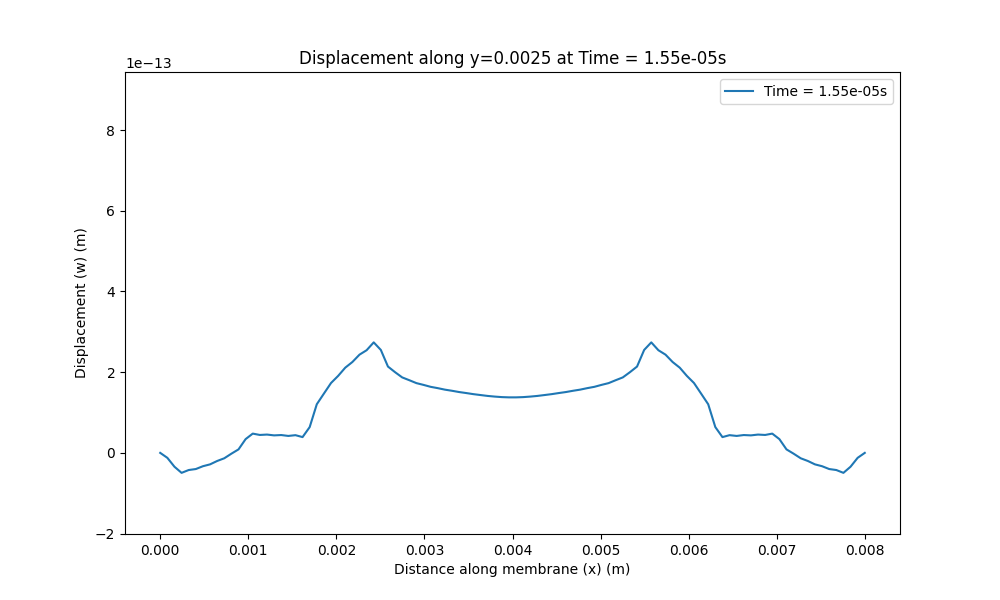 Displacement along y=0.0025 at Time = 1.55e-05s
1e−13
Time = 1.55e-05s
8
6
4
2
0
−2
Displacement (w) (m)
0.000 0.001 0.002 0.003 0.004 0.005 0.006 0.007 0.008
Distance along membrane (x) (m)